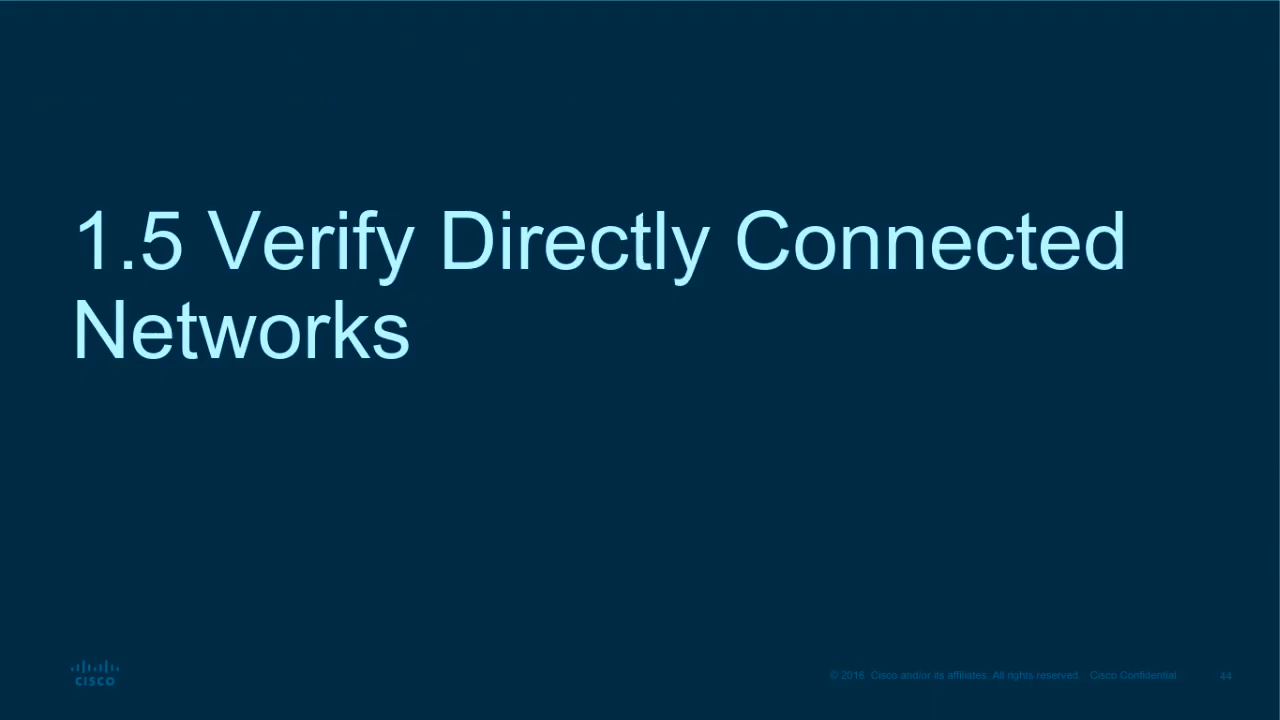 1.5 Verify Directly Connected
Networks
CISCO
© 2016 Cisco and/or its affiliates. All rights reserved. Cisco Confidential
44